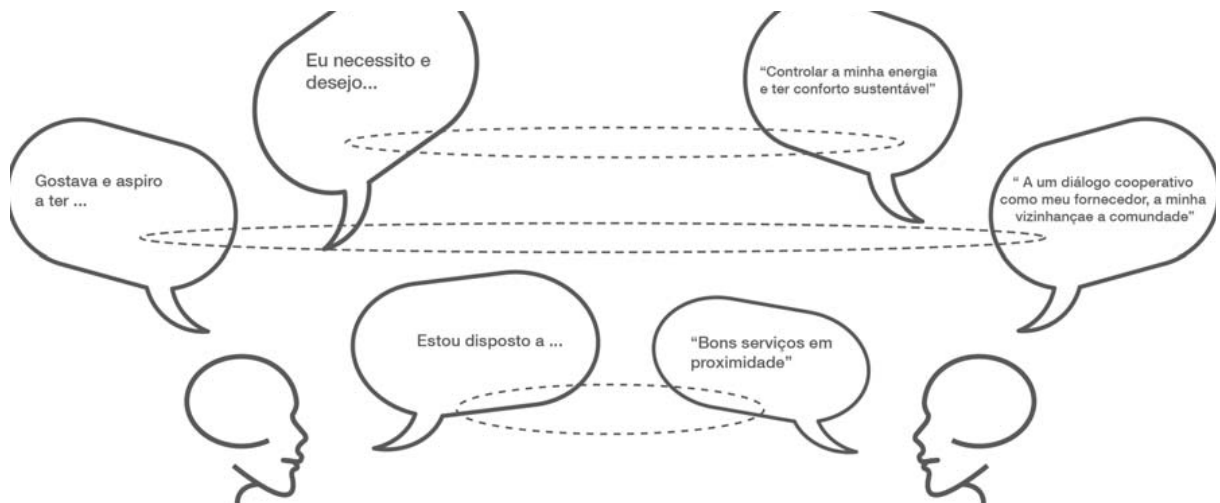 Eu necessito e
desejo...
“Controlar a minha energia
e ter conforto sustentável”
Gostava e aspiro
a ter ...
“ A um diálogo cooperativo
como meu fornecedor, a minha
vizinhançae a comundade”
Estou disposto a ...
“Bons serviços em
proximidade”